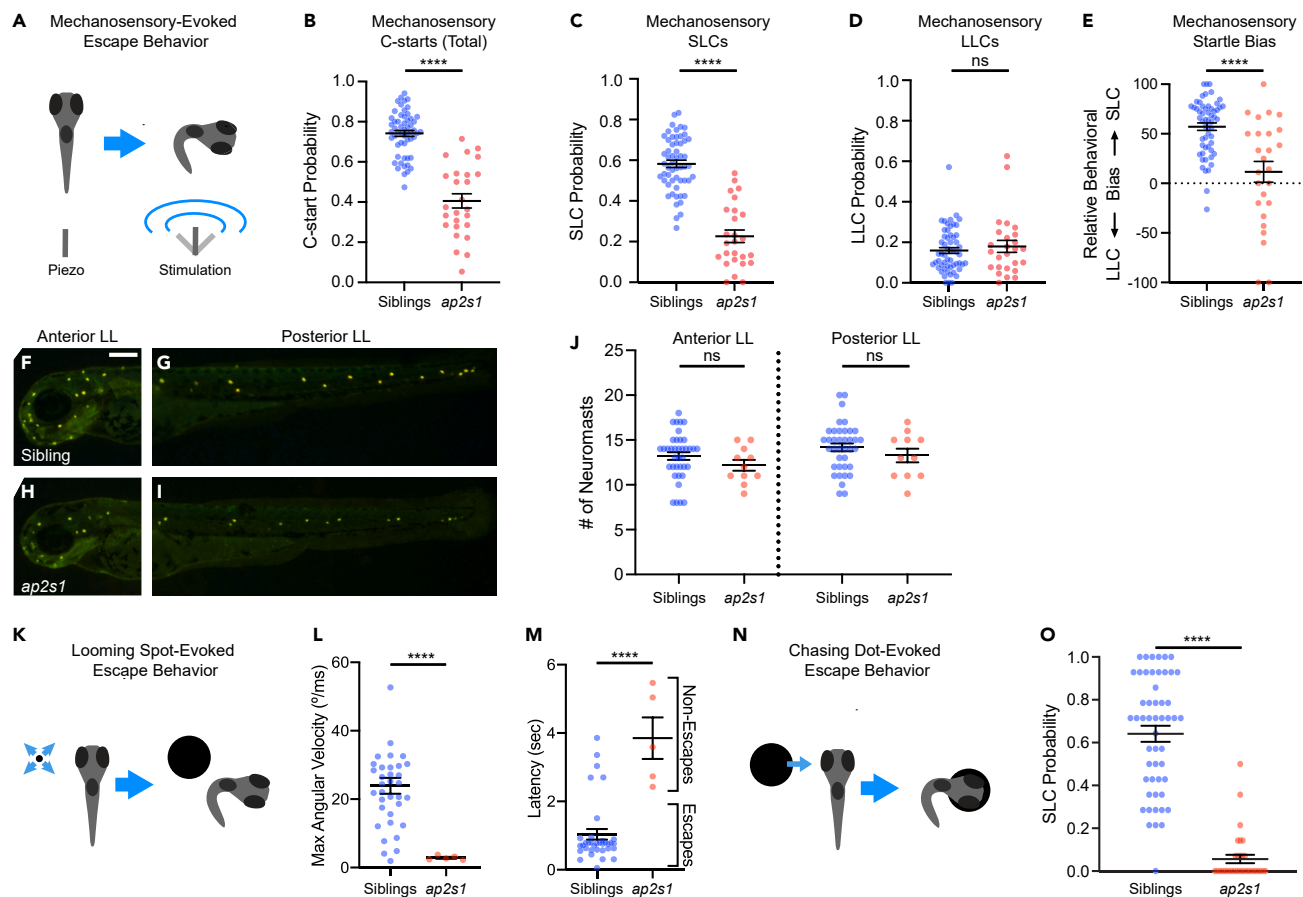 A
Mechanosensory-Evoked
Escape Behavior
Piezo
Stimulation
B
Mechanosensory
C-starts (Total)
****
C-start Probability
1.0
0.8
0.6
0.4
0.2
0.0
Siblings
ap2s1
C
Mechanosensory
SLCs
****
SLC Probability
1.0
0.8
0.6
0.4
0.2
0.0
Siblings
ap2s1
D
Mechanosensory
LLCs
ns
LLC Probability
1.0
0.8
0.6
0.4
0.2
0.0
Siblings
ap2s1
E
Mechanosensory
Startle Bias
****
Relative Behavioral
LLC ← Bias → SLC
100
50
0
-50
-100
Siblings
ap2s1
Anterior LL
Posterior LL
F
G
Sibling
H
I
ap2s1
J
Anterior LL
ns
Posterior LL
ns
# of Neuromasts
25
20
15
10
5
0
Siblings
ap2s1
Siblings
ap2s1
K
Looming Spot-Evoked
Escape Behavior
L
****
Max Angular Velocity (º/ms)
60
40
20
0
Siblings
ap2s1
M
****
Latency (sec)
6
4
2
0
Non-Escapes
Escapes
Siblings
ap2s1
N
Chasing Dot-Evoked
Escape Behavior
O
****
SLC Probability
1.0
0.8
0.6
0.4
0.2
0.0
Siblings
ap2s1